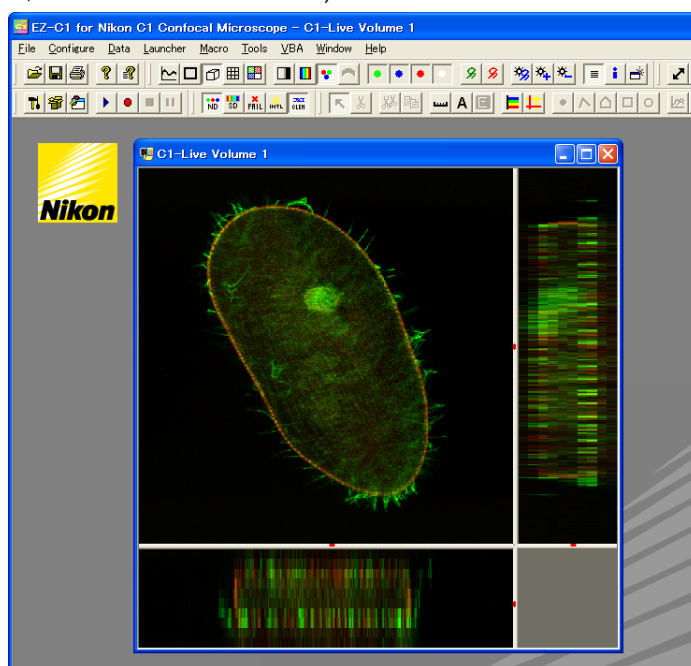 EZ-C1 for Nikon C1 Confocal Microscope – C1-Live Volume 1
File Configure Data Launcher Macro Tools VBA Window Help
ND SD FAIL INTL
A
Nikon
C1-Live Volume 1